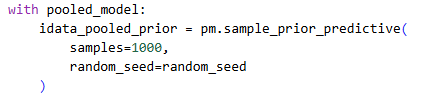 with pooled_model:
    idata_pooled_prior = pm.sample_prior_predictive(
        samples=1000,
        random_seed=random_seed
    )